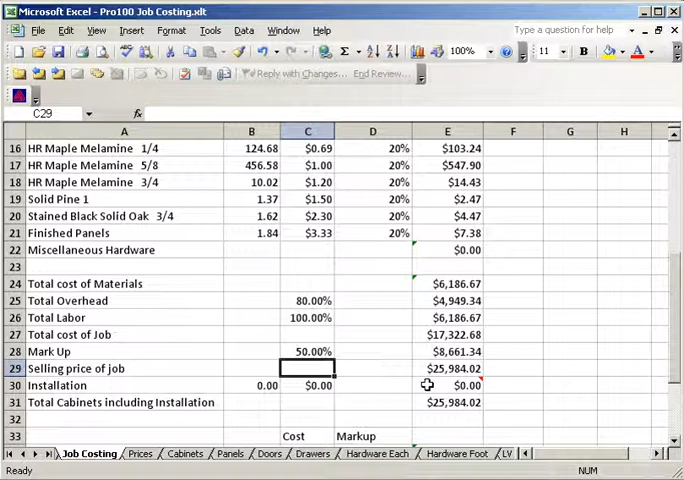 Microsoft Excel - Pro100 Job Costing.xlt
File Edit View Insert Format Tools Data Window Help Type a question for help
100% 11 B A
Reply with Changes... End Review...
C29 fx
A B C D E F G H
16 HR Maple Melamine 1/4 124.68 $0.69 20% $103.24
17 HR Maple Melamine 5/8 456.58 $1.00 20% $547.90
18 HR Maple Melamine 3/4 10.02 $1.20 20% $14.43
19 Solid Pine 1 1.37 $1.50 20% $2.47
20 Stained Black Solid Oak 3/4 1.62 $2.30 20% $4.47
21 Finished Panels 1.84 $3.33 20% $7.38
22 Miscellaneous Hardware $0.00
23
24 Total cost of Materials $6,186.67
25 Total Overhead 80.00% $4,949.34
26 Total Labor 100.00% $6,186.67
27 Total cost of Job $17,322.68
28 Mark Up 50.00% $8,661.34
29 Selling price of job $25,984.02
30 Installation 0.00 $0.00 $0.00
31 Total Cabinets including Installation $25,984.02
32
33 Cost Markup
Job Costing Prices Cabinets Panels Doors Drawers Hardware Each Hardware Foot LV
Ready NUM